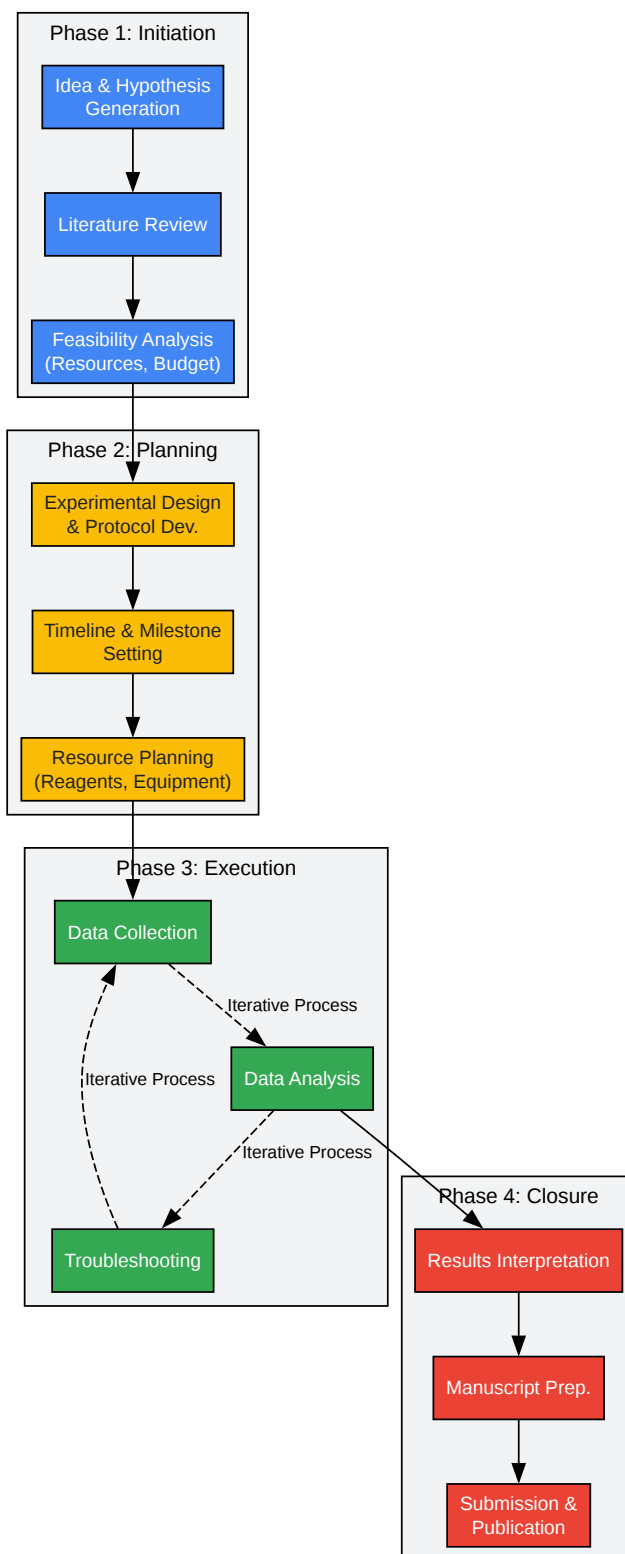 Phase 1: Initiation
Idea & Hypothesis
Generation
Literature Review
Feasibility Analysis
(Resources, Budget)
Phase 2: Planning
Experimental Design
& Protocol Dev.
Timeline & Milestone
Setting
Resource Planning
(Reagents, Equipment)
Phase 3: Execution
Data Collection
Iterative Process
Data Analysis
Iterative Process
Iterative Process
Troubleshooting
Phase 4: Closure
Results Interpretation
Manuscript Prep.
Submission &
Publication